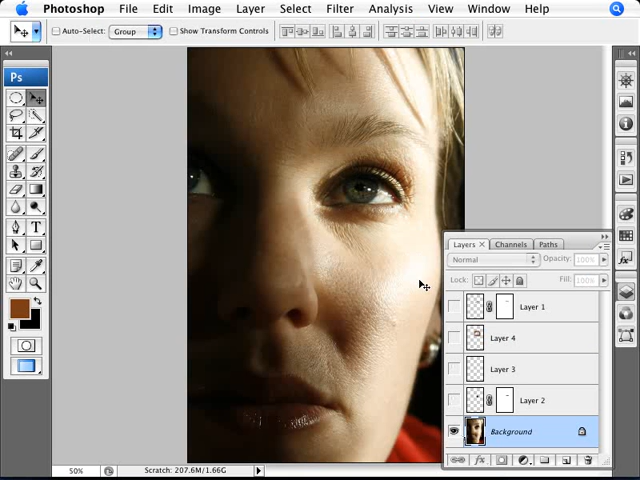 Photoshop File Edit Image Layer Select Filter Analysis View Window Help
Auto-Select: Group Show Transform Controls
Ps
Layers Channels Paths
Normal Opacity: 100%
Lock: Fill: 100%
Layer 1
Layer 4
Layer 3
Layer 2
Background
fx
50% Scratch: 207.6M/1.66G